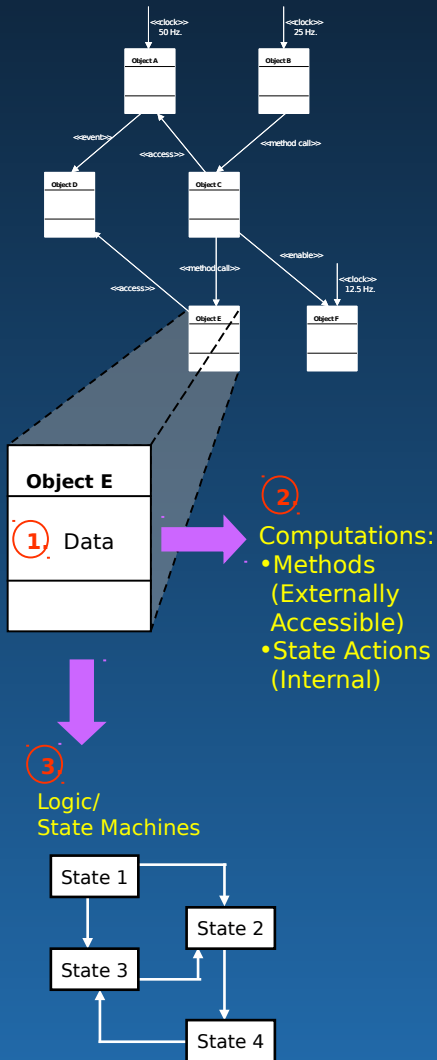 <<clock>>
50 Hz.
<<clock>>
25 Hz.
Object A
Object B
<<event>>
<<access>>
<<method call>>
Object D
Object C
<<method call>>
<<enable>>
<<clock>>
12.5 Hz.
<<access>>
Object E
Object F
Object E
1. Data
2.
Computations:
•Methods
(Externally
Accessible)
•State Actions
(Internal)
3.
Logic/
State Machines
State 1
State 2
State 3
State 4